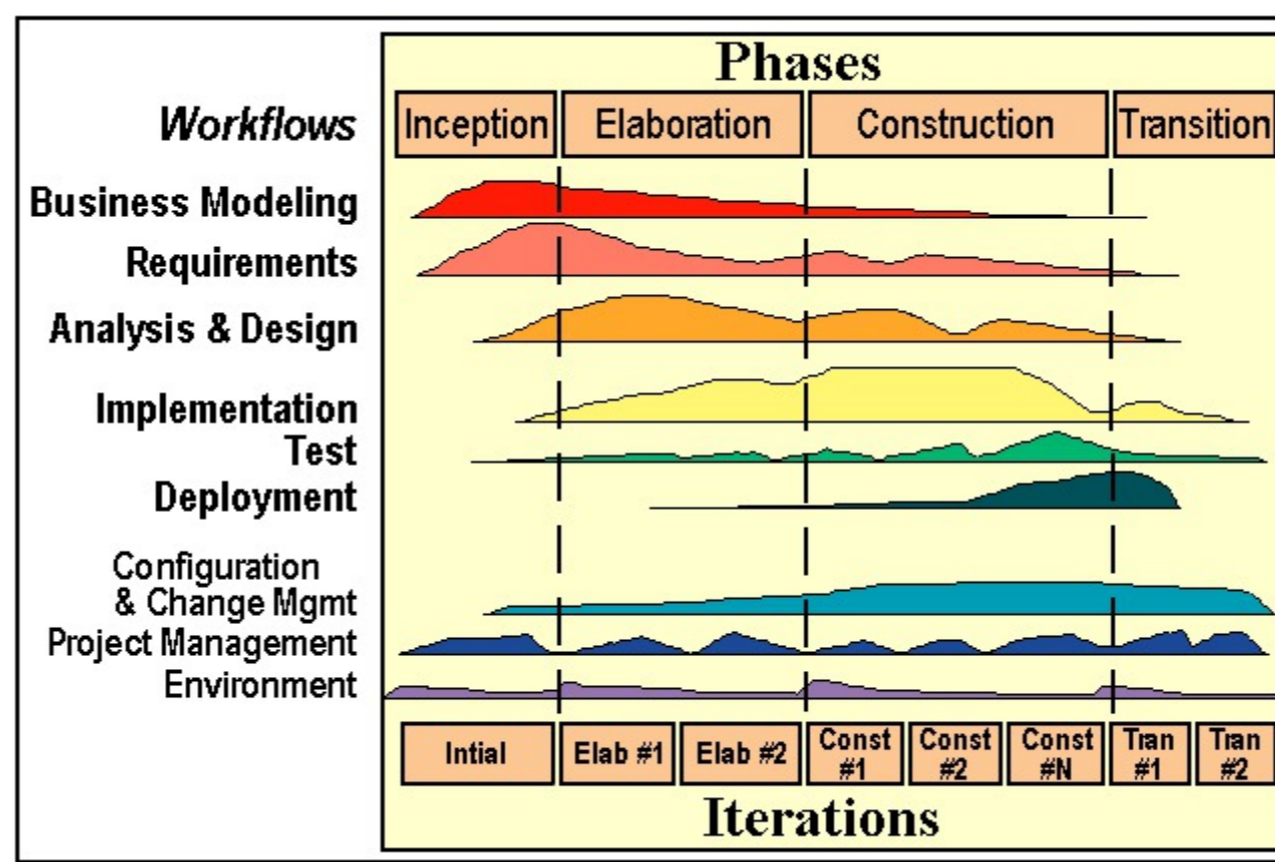 Phases
Workflows
Inception
Elaboration
Construction
Transition
Business Modeling
Requirements
Analysis & Design
Implementation
Test
Deployment
Configuration
& Change Mgmt
Project Management
Environment
Intial
Elab #1
Elab #2
Const
#1
Const
#2
Const
#N
Tran
#1
Tran
#2
Iterations